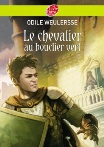 ODILE WEULERSSE
Le chevalier
au bouclier vert